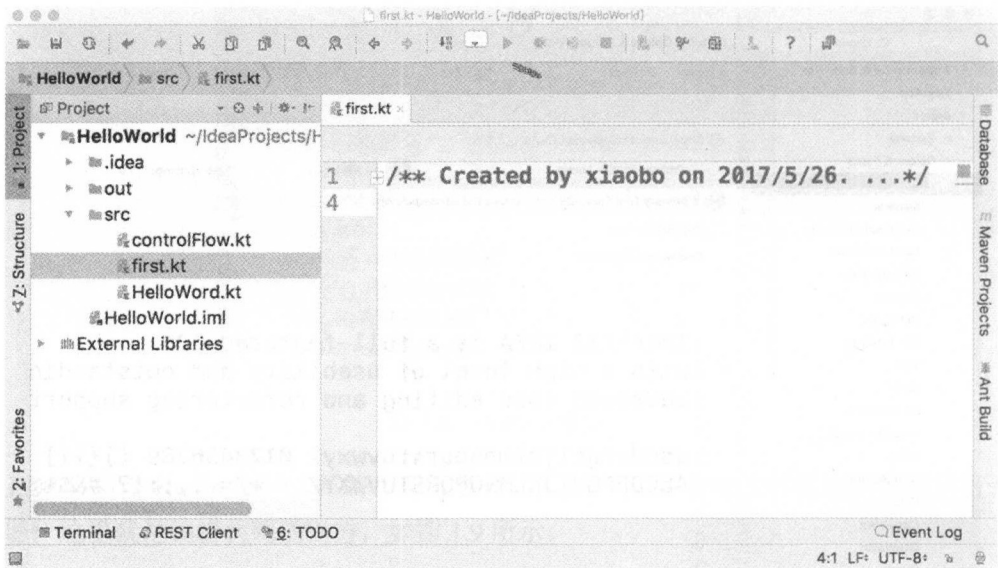 first.kt - HelloWorld - [~/IdeaProjects/HelloWorld]
HelloWorld src first.kt
Project
first.kt
HelloWorld ~/IdeaProjects/H
.idea
out
src
controlFlow.kt
first.kt
HelloWord.kt
HelloWorld.iml
External Libraries
1 /** Created by xiaobo on 2017/5/26. ...*/
4
1: Project
7: Structure
2: Favorites
Database
Maven Projects
Ant Build
Terminal REST Client 6: TODO Event Log
4:1 LF UTF-8